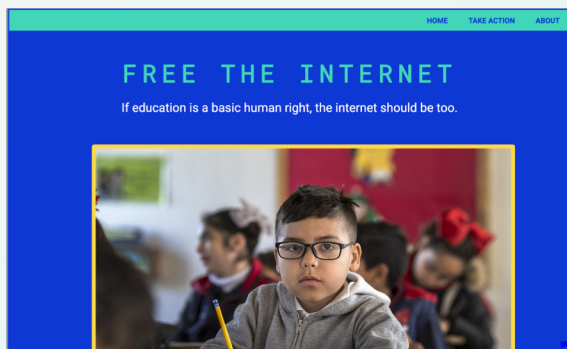 HOME TAKE ACTION ABOUT
FREE THE INTERNET
If education is a basic human right, the internet should be too.